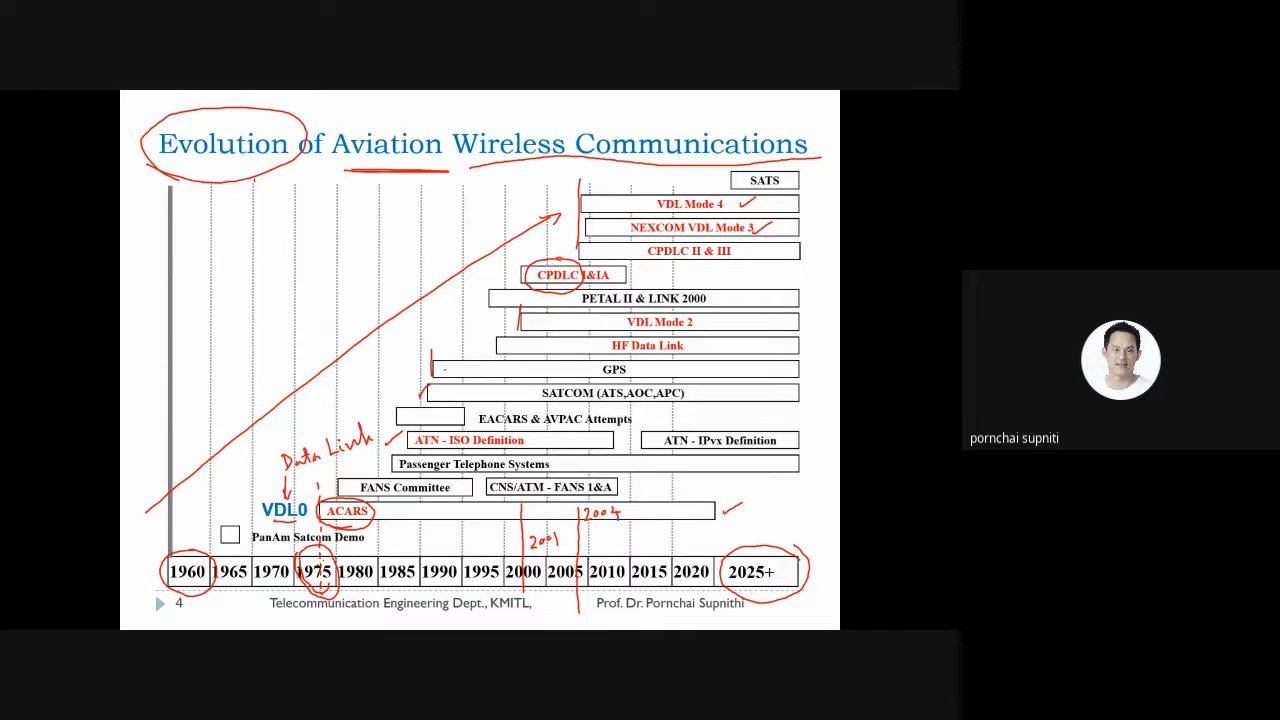 Evolution of Aviation Wireless Communications
SATS
VDL Mode 4
NEXCOM VDL Mode 3
CPDLC II & III
CPDLC I&IA
PETAL II & LINK 2000
VDL Mode 2
HF Data Link
GPS
SATCOM (ATS,AOC,APC)
EACARS & AVPAC Attempts
Data Link
ATN - ISO Definition
ATN - IPvx Definition
Passenger Telephone Systems
FANS Committee
CNS/ATM - FANS 1&A
VDL0
ACARS
2004
2001
PanAm Satcom Demo
1960 1965 1970 1975 1980 1985 1990 1995 2000 2005 2010 2015 2020 2025+
4 Telecommunication Engineering Dept., KMITL, Prof. Dr. Pornchai Supnithi
pornchai supniti